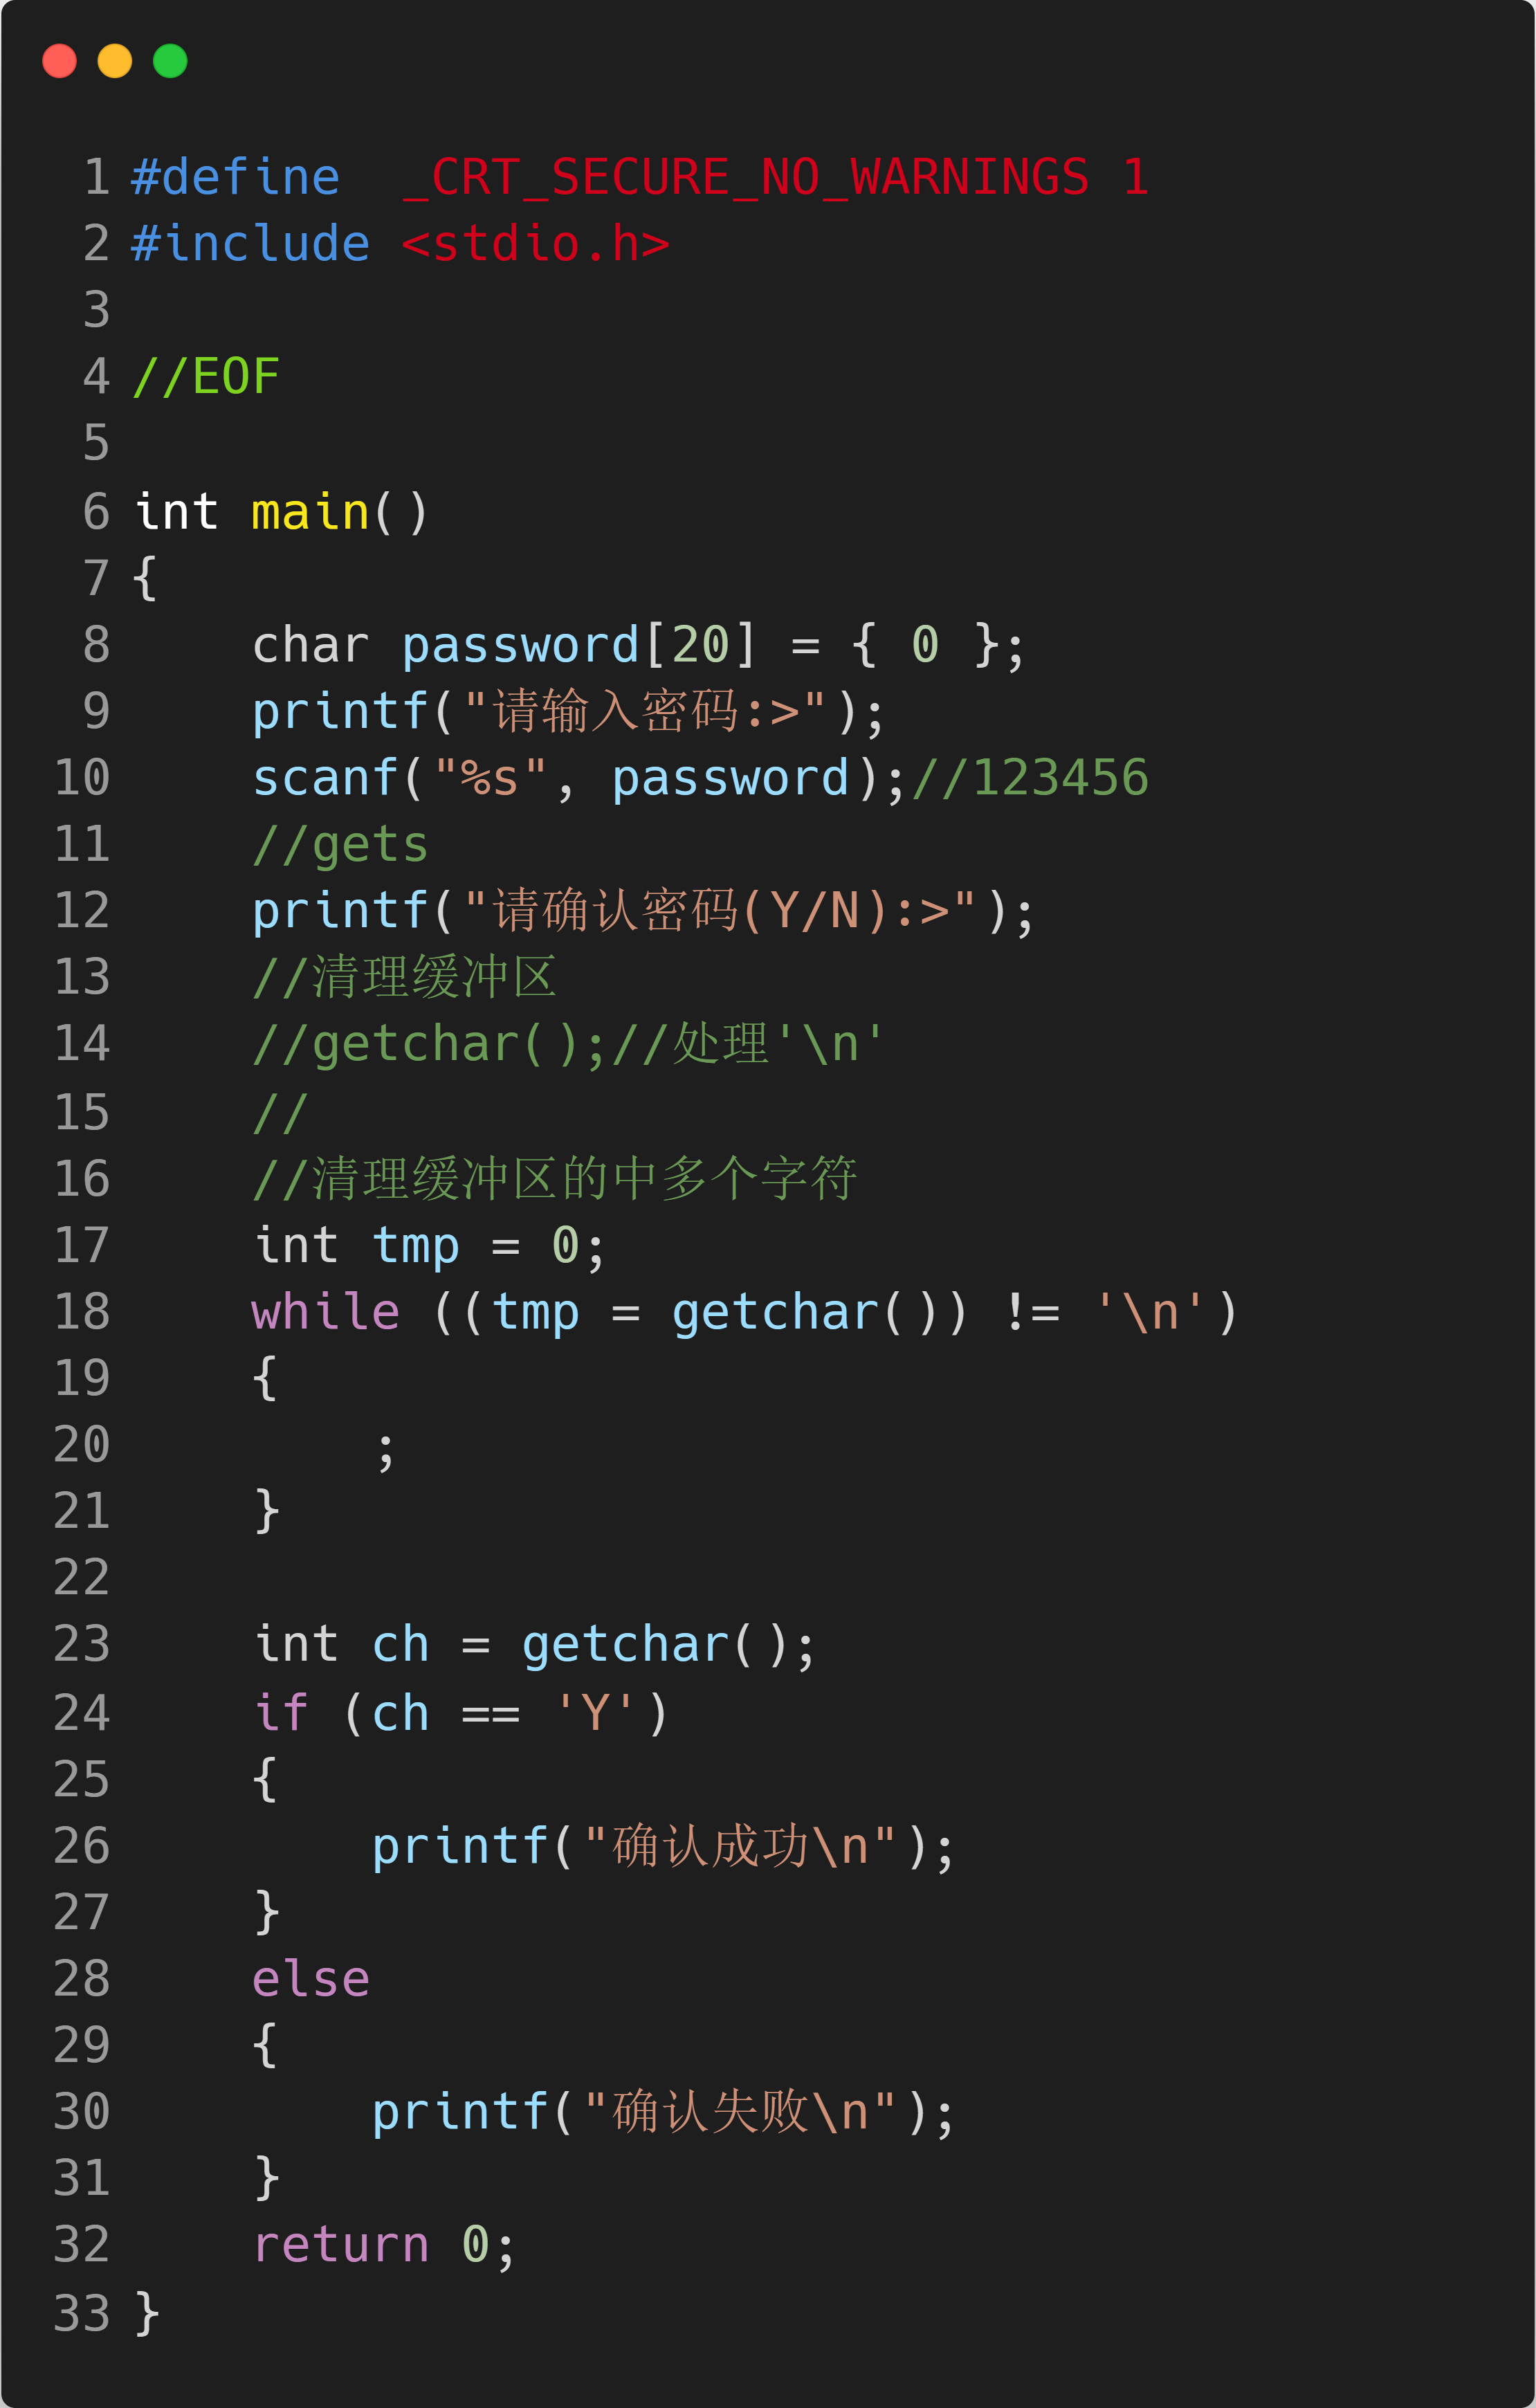 1 #define  _CRT_SECURE_NO_WARNINGS 1
2 #include <stdio.h>
3
4 //EOF
5
6 int main()
7 {
8     char password[20] = { 0 };
9     printf("请输入密码:>");
10     scanf("%s", password);//123456
11     //gets
12     printf("请确认密码(Y/N):>");
13     //清理缓冲区
14     //getchar();//处理'\n'
15     //
16     //清理缓冲区的中多个字符
17     int tmp = 0;
18     while ((tmp = getchar()) != '\n')
19     {
20         ;
21     }
22
23     int ch = getchar();
24     if (ch == 'Y')
25     {
26         printf("确认成功\n");
27     }
28     else
29     {
30         printf("确认失败\n");
31     }
32     return 0;
33 }